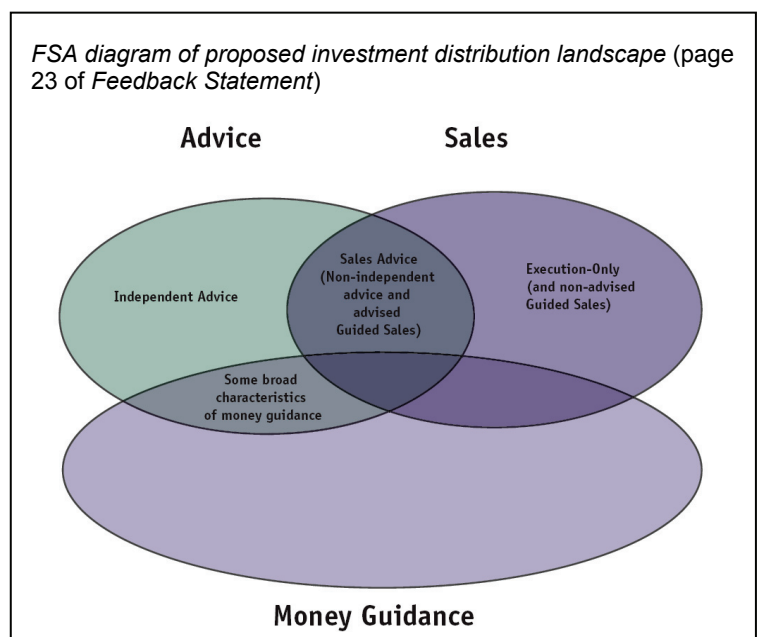 FSA diagram of proposed investment distribution landscape (page
23 of Feedback Statement)
Advice
Sales
Independent Advice
Sales Advice
(Non-independent
advice and
advised
Guided Sales)
Execution-Only
(and non-advised
Guided Sales)
Some broad
characteristics
of money guidance
Money Guidance